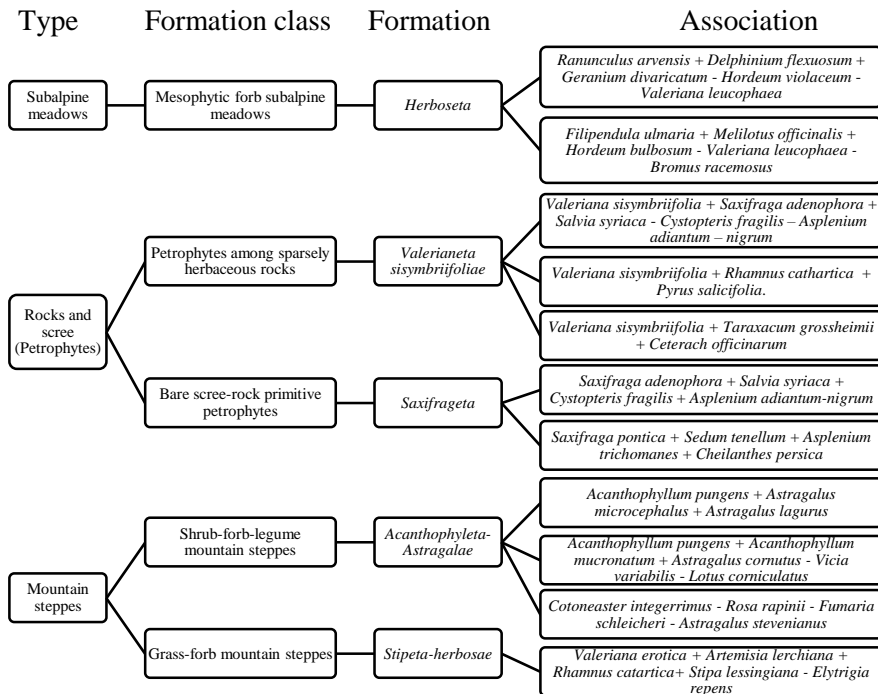 Type
Formation class
Formation
Association
Subalpine
meadows
Mesophytic forb subalpine
meadows
Herboseta
Ranunculus arvensis + Delphinium flexuosum +
Geranium divaricatum - Hordeum violaceum -
Valeriana leucophaea
Filipendula ulmaria + Melilotus officinalis +
Hordeum bulbosum - Valeriana leucophaea -
Bromus racemosus
Rocks and
scree
(Petrophytes)
Petrophytes among sparsely
herbaceous rocks
Valerianeta
sisymbriifoliae
Valeriana sisymbriifolia + Saxifraga adenophora +
Salvia syriaca - Cystopteris fragilis – Asplenium
adiantum – nigrum
Valeriana sisymbriifolia + Rhamnus cathartica +
Pyrus salicifolia.
Valeriana sisymbriifolia + Taraxacum grossheimii
+ Ceterach officinarum
Bare scree-rock primitive
petrophytes
Saxifrageta
Saxifraga adenophora + Salvia syriaca +
Cystopteris fragilis + Asplenium adiantum-nigrum
Saxifraga pontica + Sedum tenellum + Asplenium
trichomanes + Cheilanthes persica
Mountain
steppes
Shrub-forb-legume
mountain steppes
Acanthophyleta-
Astragalae
Acanthophyllum pungens + Astragalus
microcephalus + Astragalus lagurus
Acanthophyllum pungens + Acanthophyllum
mucronatum + Astragalus cornutus - Vicia
variabilis - Lotus corniculatus
Cotoneaster integerrimus - Rosa rapinii - Fumaria
schleicheri - Astragalus stevenianus
Grass-forb mountain steppes
Stipeta-herbosae
Valeriana erotica + Artemisia lerchiana +
Rhamnus catartica+ Stipa lessingiana - Elytrigia
repens